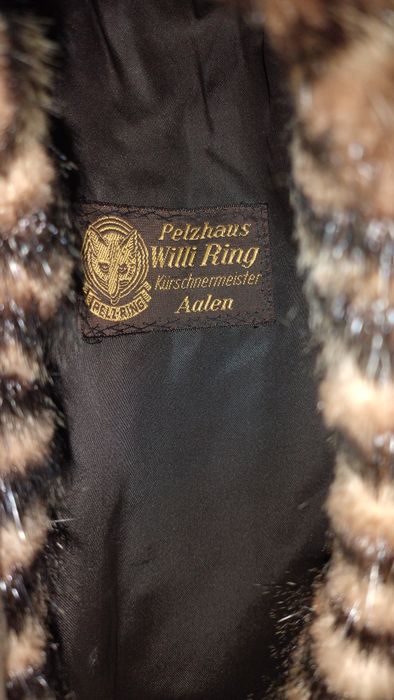 Pelzhaus
Willi Ring
Kürschnermeister
Aalen
PELZ-RING